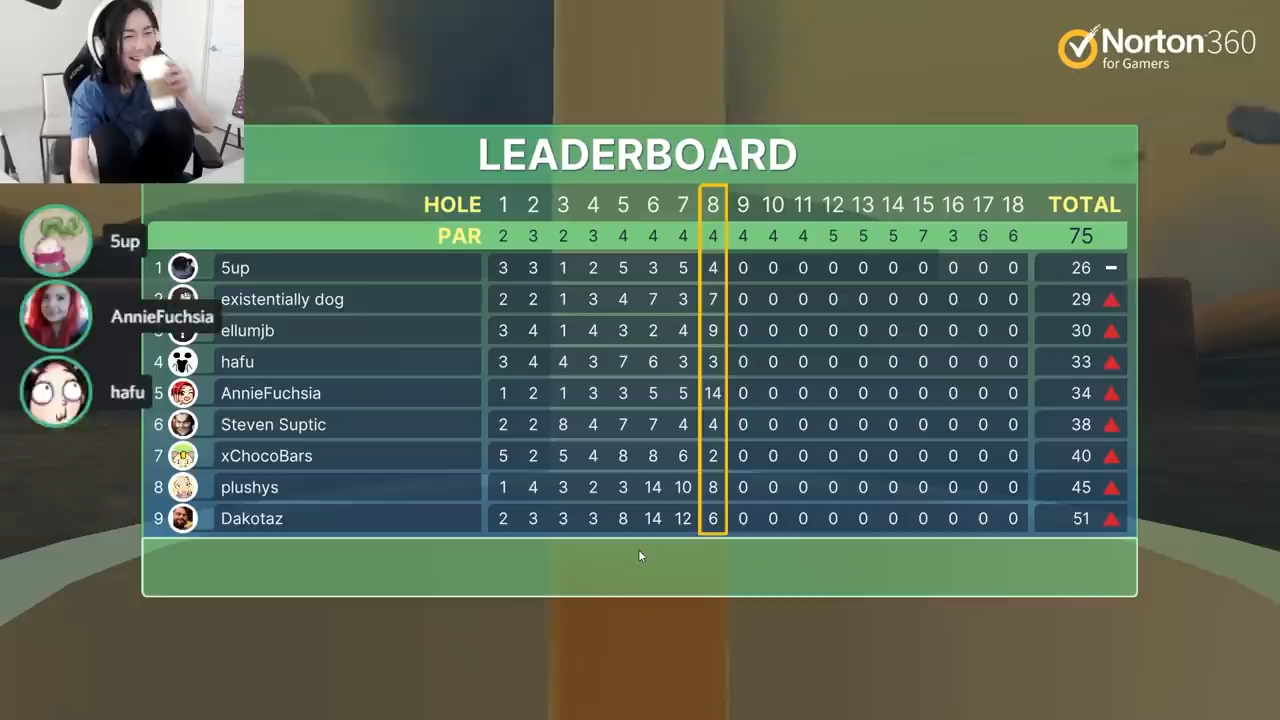 Norton 360
for Gamers
LEADERBOARD
HOLE 1 2 3 4 5 6 7 8 9 10 11 12 13 14 15 16 17 18 TOTAL
PAR 2 3 2 3 4 4 4 4 4 4 4 5 5 5 7 3 6 6 75
5up
AnnieFuchsia
hafu
1 5up 3 3 1 2 5 3 5 4 0 0 0 0 0 0 0 0 0 0 26
2 existentially dog 2 2 1 3 4 7 3 7 0 0 0 0 0 0 0 0 0 0 29
3 ellumjb 3 4 1 4 3 2 4 9 0 0 0 0 0 0 0 0 0 0 30
4 hafu 3 4 4 3 7 6 3 3 0 0 0 0 0 0 0 0 0 0 33
5 AnnieFuchsia 1 2 1 3 3 5 5 14 0 0 0 0 0 0 0 0 0 0 34
6 Steven Suptic 2 2 8 4 7 7 4 4 0 0 0 0 0 0 0 0 0 0 38
7 xChocoBars 5 2 5 4 8 8 6 2 0 0 0 0 0 0 0 0 0 0 40
8 plushys 1 4 3 2 3 14 10 8 0 0 0 0 0 0 0 0 0 0 45
9 Dakotaz 2 3 3 3 8 14 12 6 0 0 0 0 0 0 0 0 0 0 51